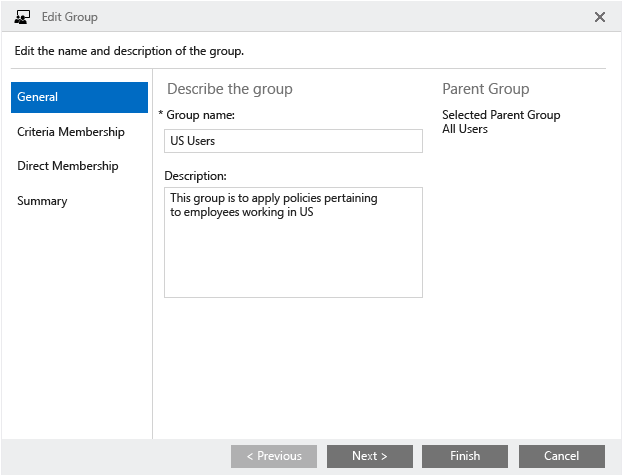 Edit Group
Edit the name and description of the group.
General
Criteria Membership
Direct Membership
Summary
Describe the group
* Group name:
US Users
Description:
This group is to apply policies pertaining
to employees working in US
Parent Group
Selected Parent Group
All Users
< Previous
Next >
Finish
Cancel